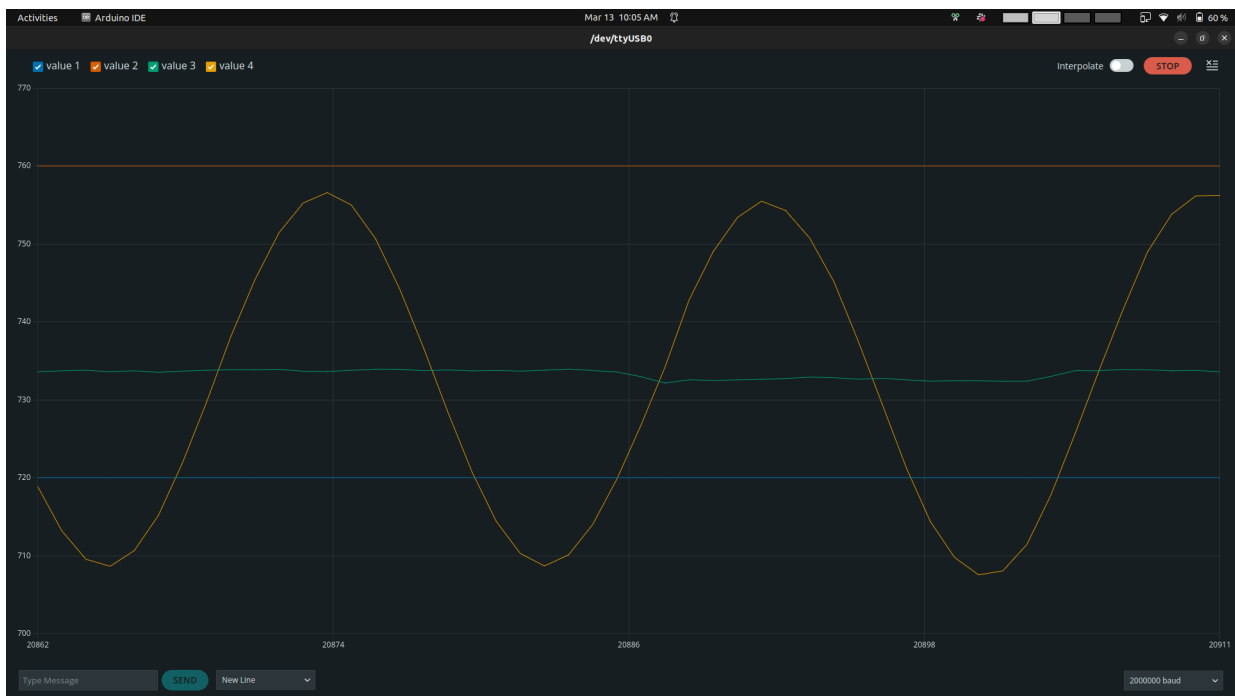 Activities Arduino IDE Mar 13 10:05 AM 60 %
/dev/ttyUSB0
value 1 value 2 value 3 value 4 Interpolate STOP
770
760
750
740
730
720
710
700
20862 20874 20886 20898 20911
Type Message SEND New Line 2000000 baud